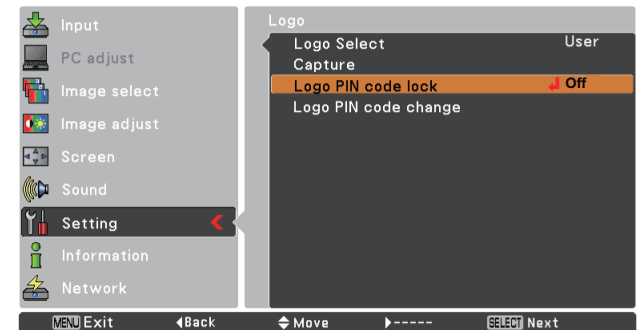 Input
PC adjust
Image select
Image adjust
Screen
Sound
Setting
Information
Network
Logo
Logo Select User
Capture
Logo PIN code lock Off
Logo PIN code change
MENU Exit ◀Back Move ▶----- SELECT Next